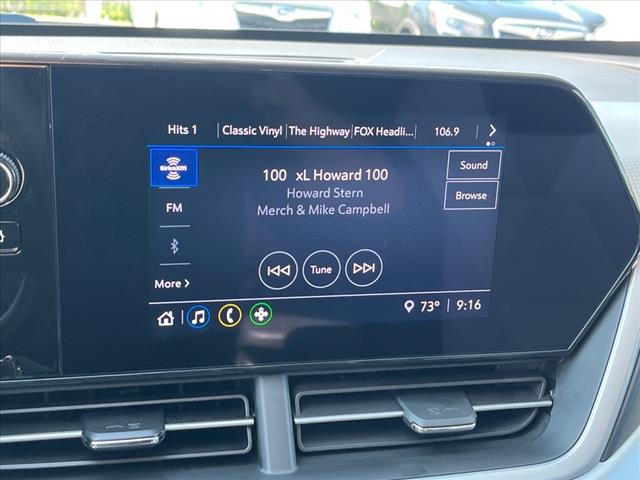 Hits 1 Classic Vinyl The Highway FOX Headli... 106.9
SiriusXM
100 xL Howard 100
Sound
Howard Stern
FM
Browse
Merch & Mike Campbell
Tune
More
73° 9:16